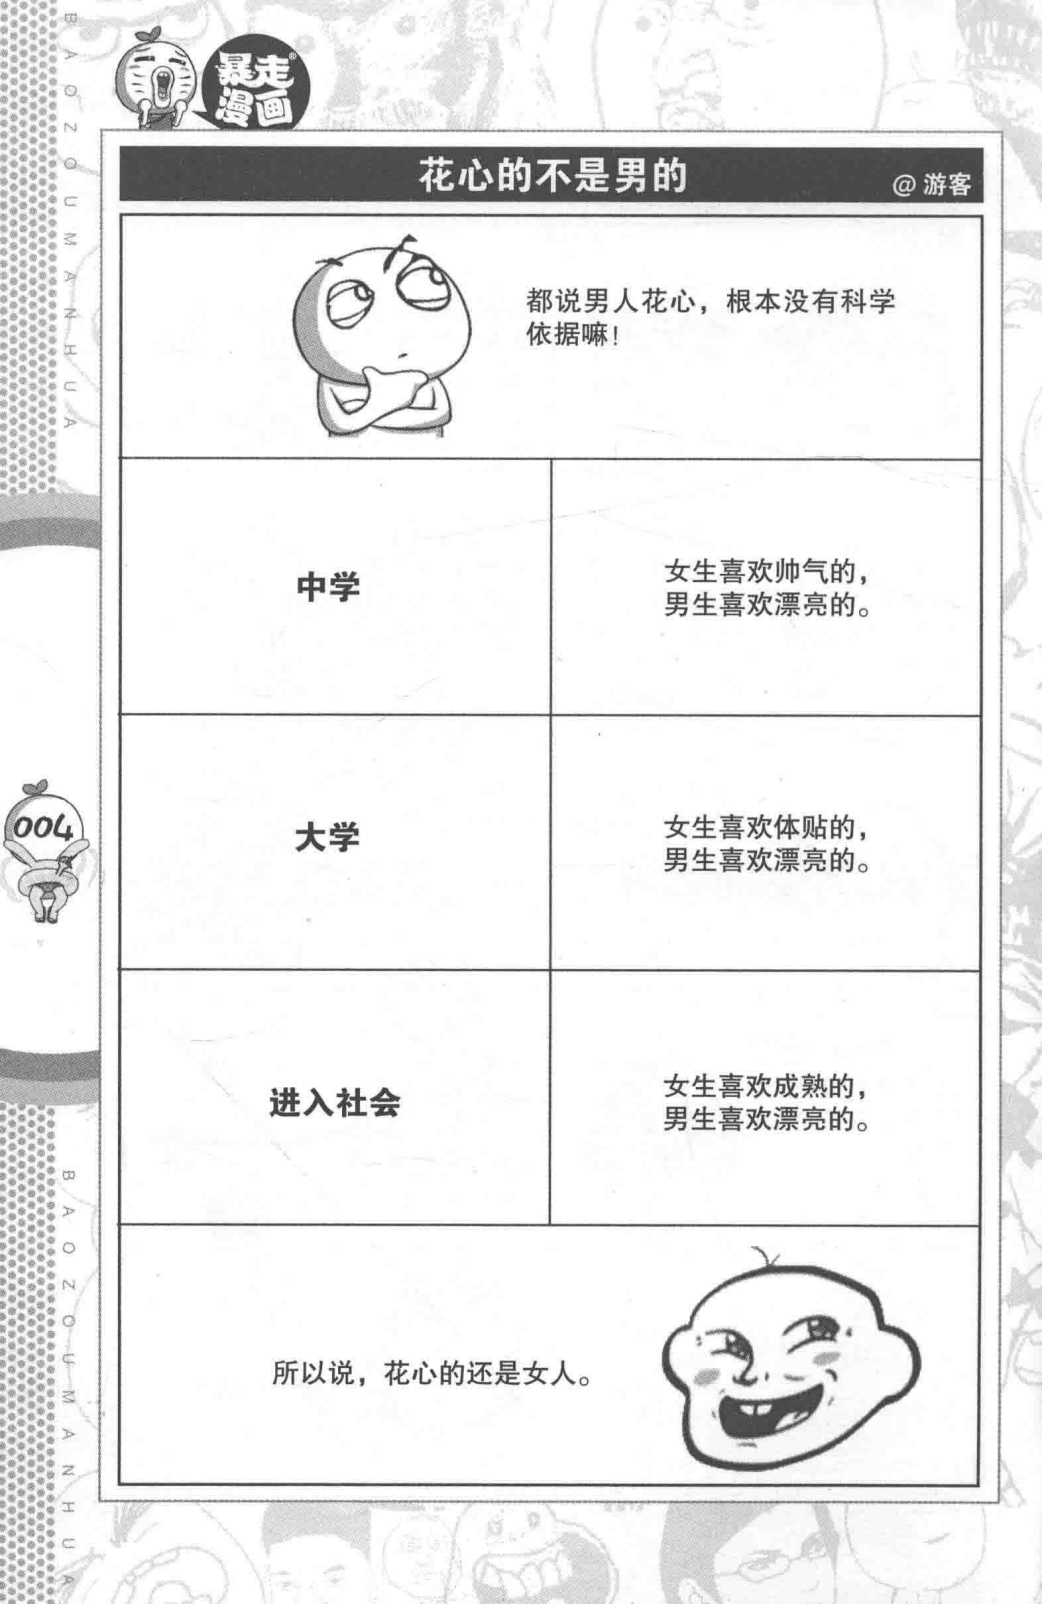 暴走
漫画
花心的不是男的
@游客
都说男人花心，根本没有科学
依据嘛！
中学
女生喜欢帅气的，
男生喜欢漂亮的。
大学
女生喜欢体贴的，
男生喜欢漂亮的。
进入社会
女生喜欢成熟的，
男生喜欢漂亮的。
所以说，花心的还是女人。
BAOZOUMANHUA
004
BAOZOUMANHUA